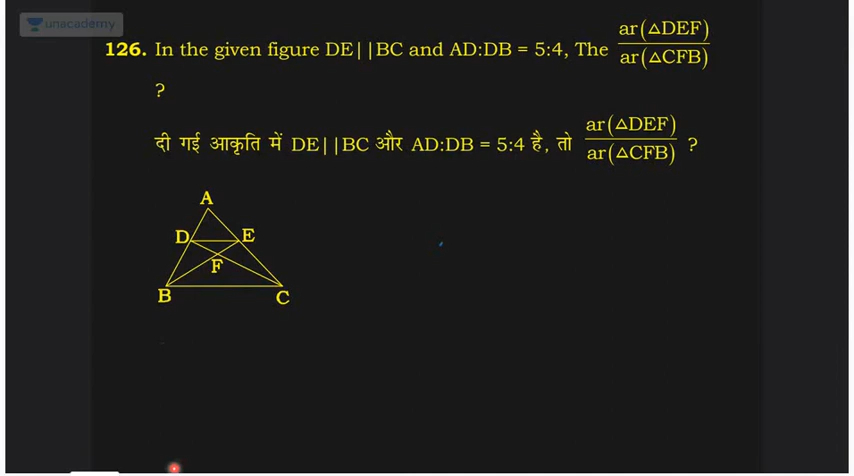 unacademy
126. In the given figure DE||BC and AD:DB = 5:4, The ar(△DEF)/ar(△CFB)
?
दी गई आकृति में DE||BC और AD:DB = 5:4 है, तो ar(△DEF)/ar(△CFB) ?
A
D E
F
B C